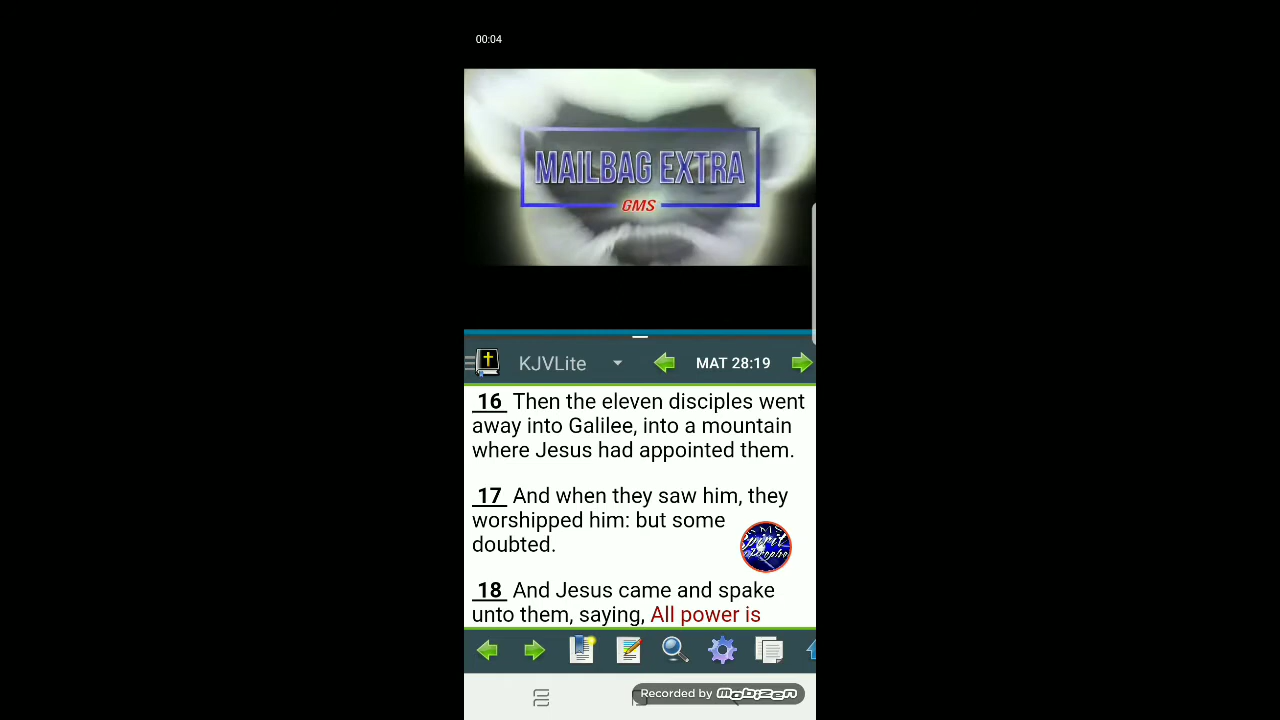 00:04
MAILBAG EXTRA
GMS
KJVLite
MAT 28:19
16 Then the eleven disciples went
away into Galilee, into a mountain
where Jesus had appointed them.
17 And when they saw him, they
worshipped him: but some
doubted.
Spirit
18 And Jesus came and spake
unto them, saying, All power is
Recorded by Mobizen